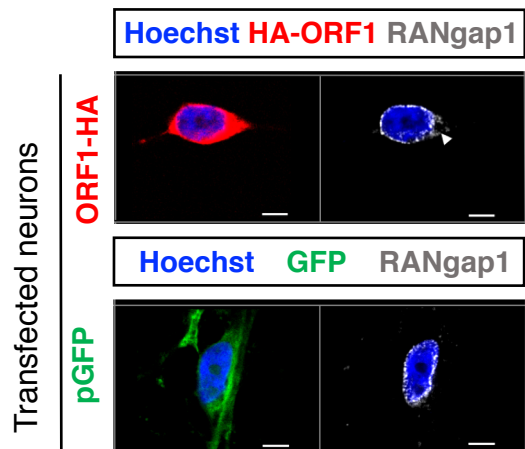 Hoechst HA-ORF1 RANgap1
Transfected neurons
ORF1-HA
Hoechst GFP RANgap1
pGFP